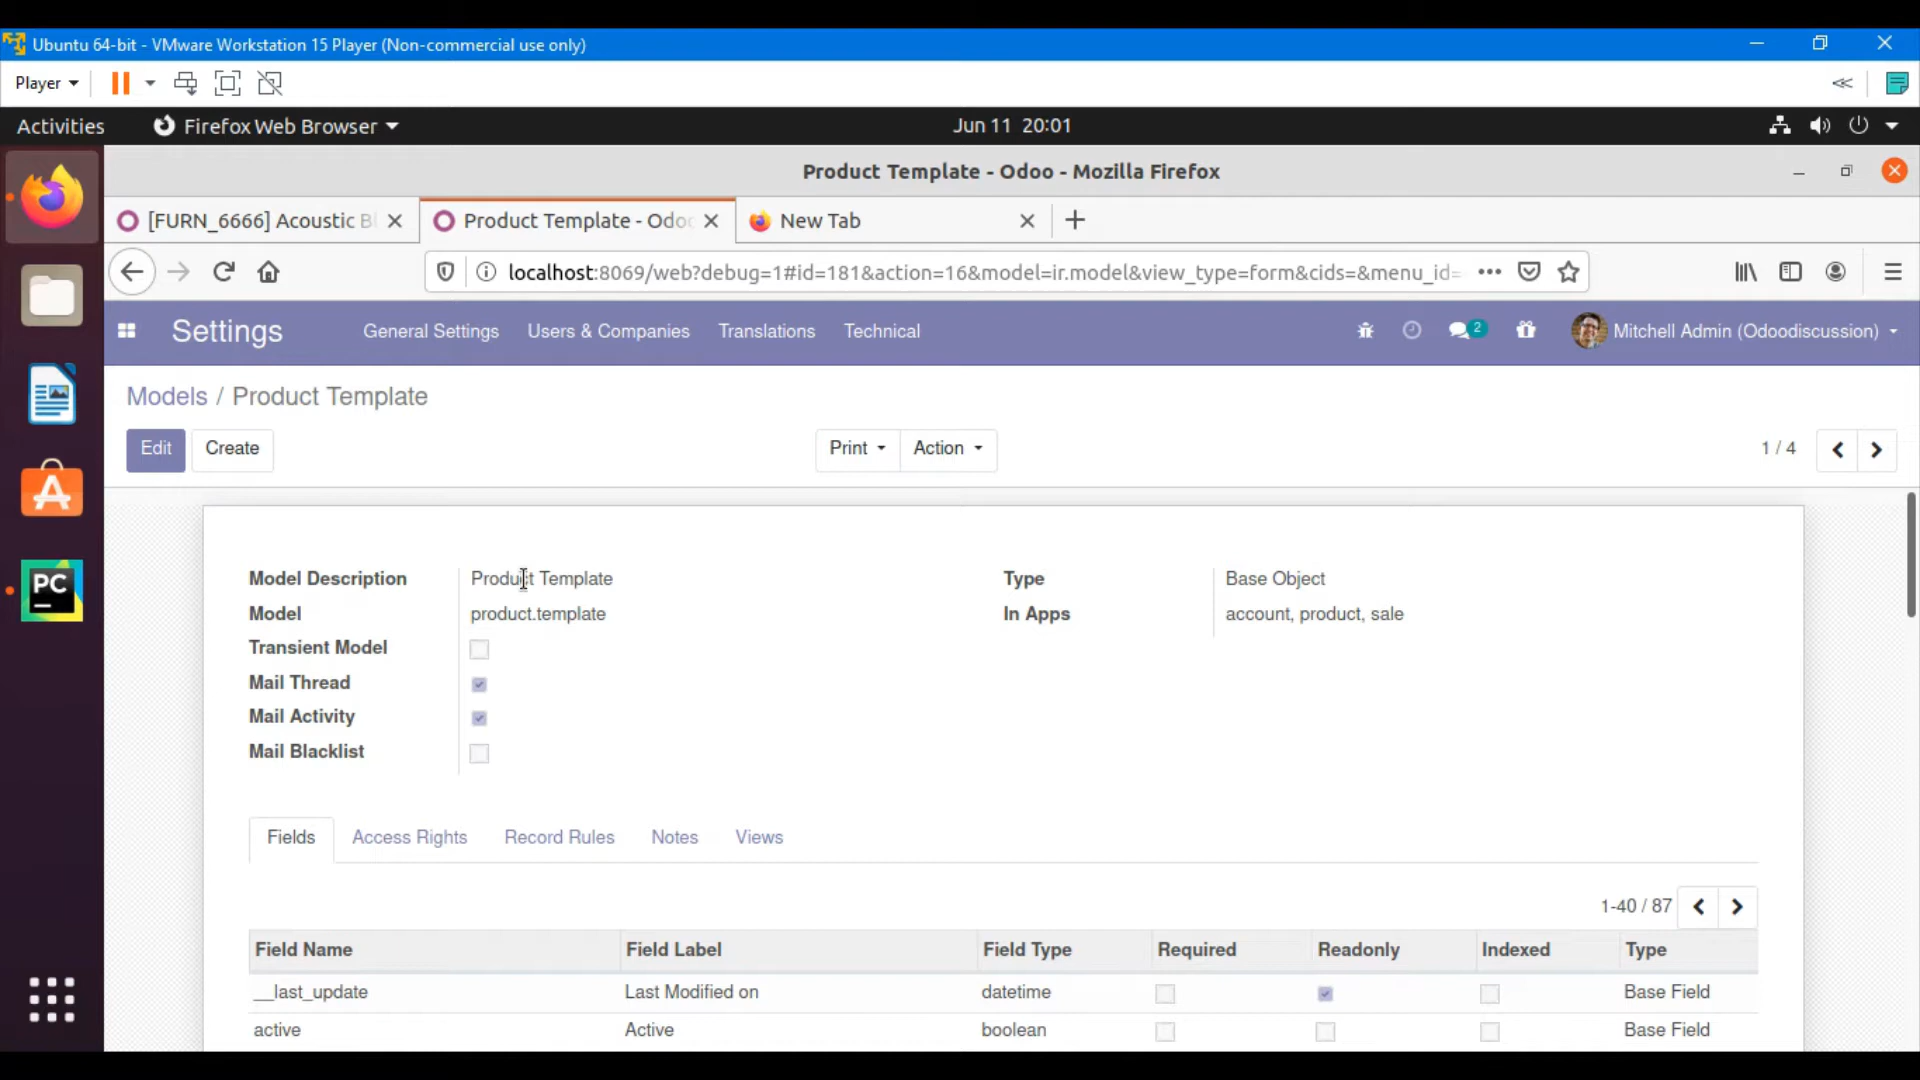 Ubuntu 64-bit - VMware Workstation 15 Player (Non-commercial use only)
Player
Activities Firefox Web Browser Jun 11 20:01
Product Template - Odoo - Mozilla Firefox
[FURN_6666] Acoustic Bl Product Template - Odoo New Tab
localhost:8069/web?debug=1#id=181&action=16&model=ir.model&view_type=form&cids=&menu_id=
Settings General Settings Users & Companies Translations Technical 2 Mitchell Admin (Odoodiscussion)
Models / Product Template
Edit Create Print Action 1 / 4
Model Description Product Template Type Base Object
Model product.template In Apps account, product, sale
Transient Model
Mail Thread
Mail Activity
Mail Blacklist
Fields Access Rights Record Rules Notes Views
1-40 / 87
Field Name Field Label Field Type Required Readonly Indexed Type
__last_update Last Modified on datetime Base Field
active Active boolean Base Field
PC